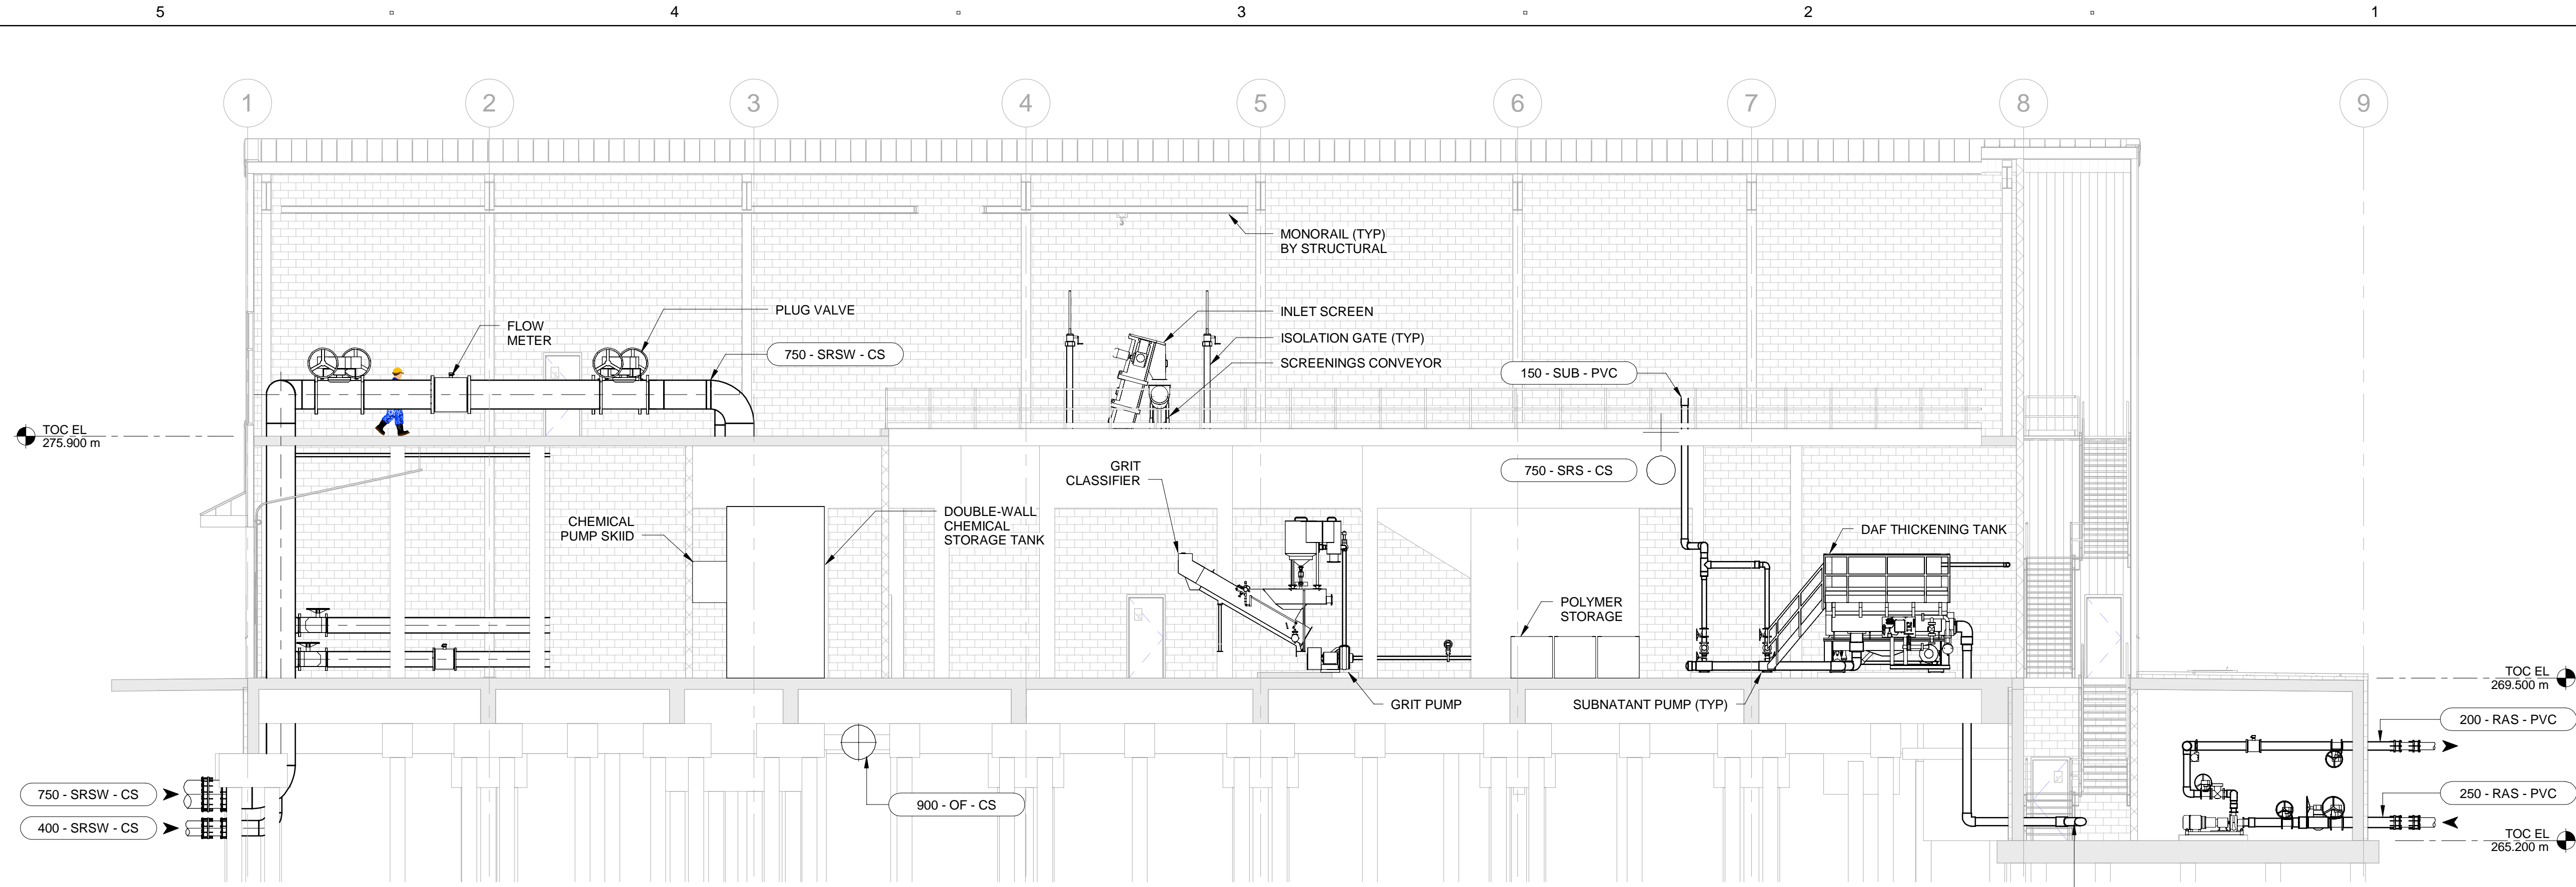 5 4 3 2 1
1 2 3 4 5 6 7 8 9
MONORAIL (TYP)
BY STRUCTURAL
PLUG VALVE
INLET SCREEN
FLOW
METER
ISOLATION GATE (TYP)
750 - SRSW - CS
SCREENINGS CONVEYOR
150 - SUB - PVC
TOC EL
275.900 m
GRIT
CLASSIFIER
750 - SRS - CS
CHEMICAL
PUMP SKIID
DOUBLE-WALL
CHEMICAL
STORAGE TANK
DAF THICKENING TANK
POLYMER
STORAGE
TOC EL
269.500 m
GRIT PUMP
SUBNATANT PUMP (TYP)
200 - RAS - PVC
750 - SRSW - CS
900 - OF - CS
250 - RAS - PVC
400 - SRSW - CS
TOC EL
265.200 m